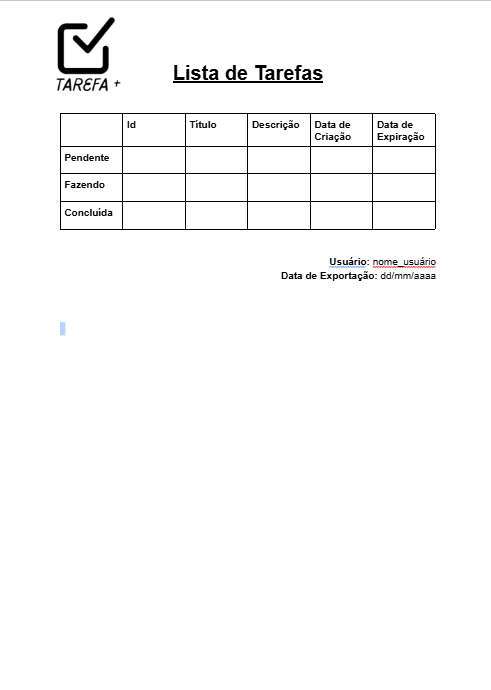 TAREFA +
Lista de Tarefas
Id Título Descrição Data de Criação Data de Expiração
Pendente
Fazendo
Concluída
Usuário: nome_usuário
Data de Exportação: dd/mm/aaaa